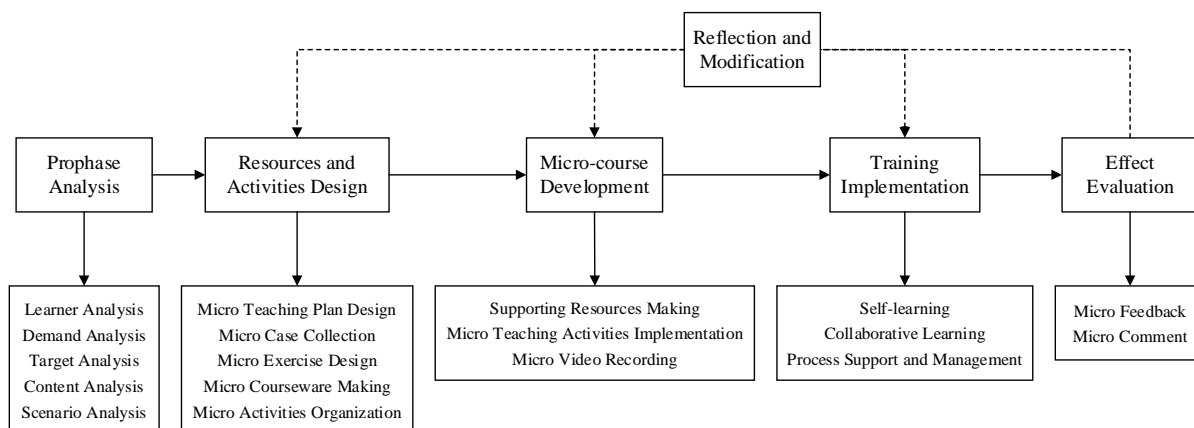 Reflection and
Modification
Prophase
Analysis
Resources and
Activities Design
Micro-course
Development
Training
Implementation
Effect
Evaluation
Learner Analysis
Demand Analysis
Target Analysis
Content Analysis
Scenario Analysis
Micro Teaching Plan Design
Micro Case Collection
Micro Exercise Design
Micro Courseware Making
Micro Activities Organization
Supporting Resources Making
Micro Teaching Activities Implementation
Micro Video Recording
Self-learning
Collaborative Learning
Process Support and Management
Micro Feedback
Micro Comment